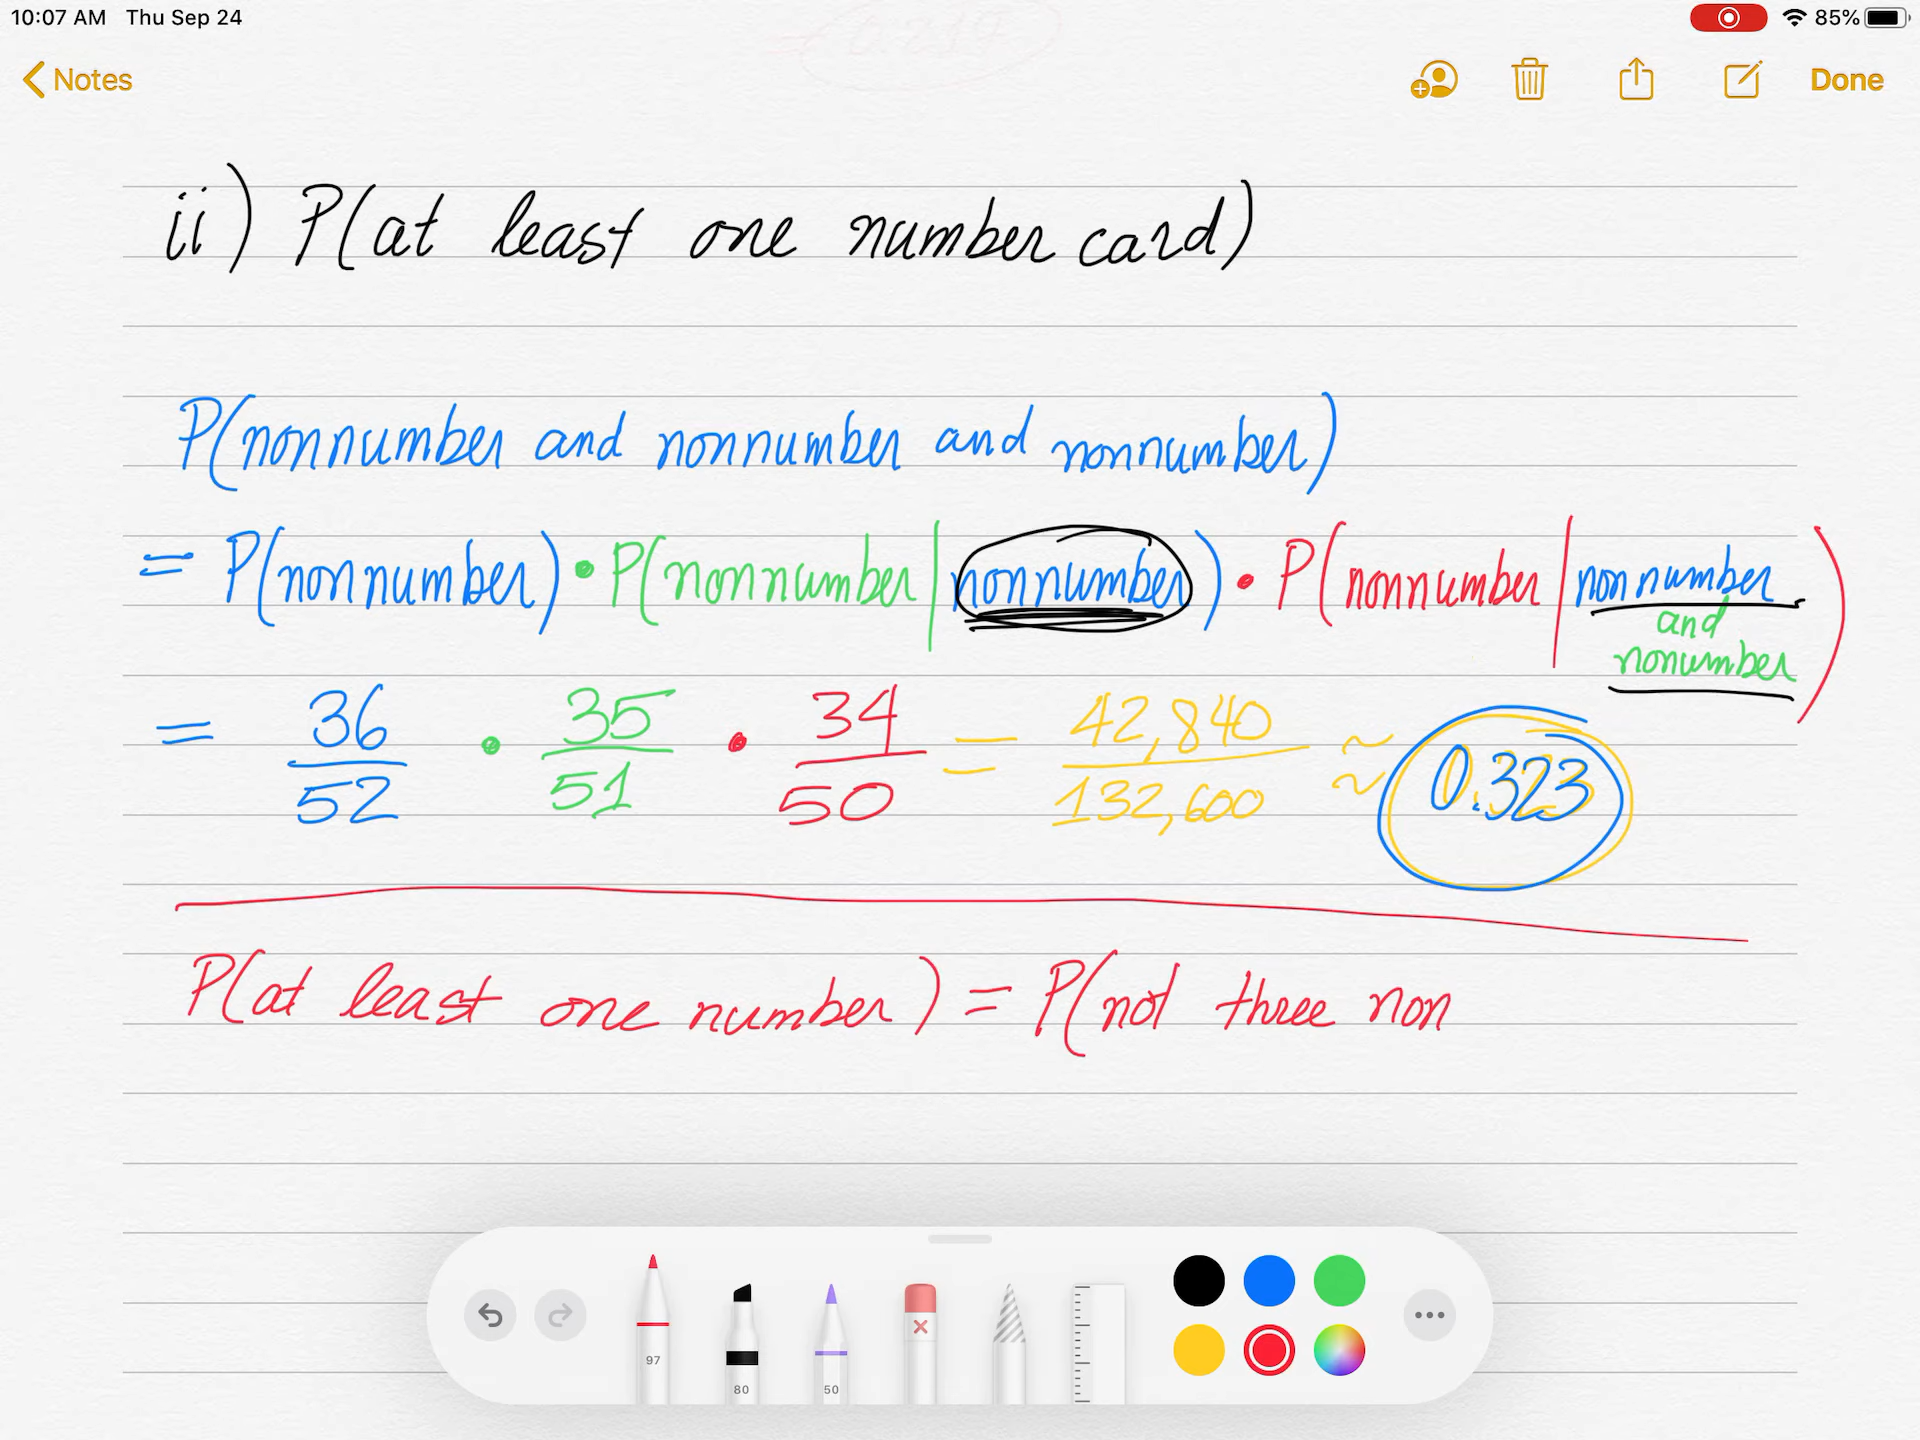 10:07 AM Thu Sep 24 85%
Notes Done
ii) P(at least one number card)
P(nonnumber and nonnumber and nonnumber)
= P(nonnumber) • P(nonnumber | nonnumber) • P(nonnumber | nonnumber
and
nonumber)
= 36/52 • 35/51 • 34/50 = 42,840/132,600 ≈ 0.323
P(at least one number) = P(not three non
97 80 50